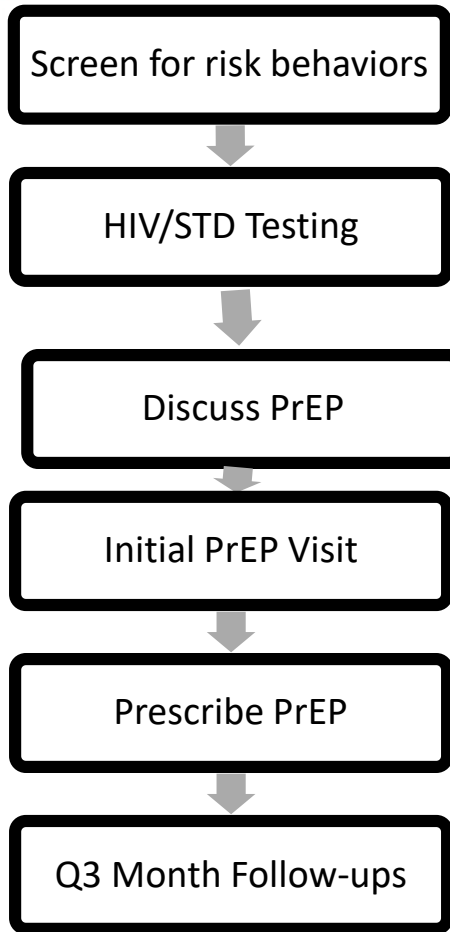 Screen for risk behaviors
HIV/STD Testing
Discuss PrEP
Initial PrEP Visit
Prescribe PrEP
Q3 Month Follow-ups